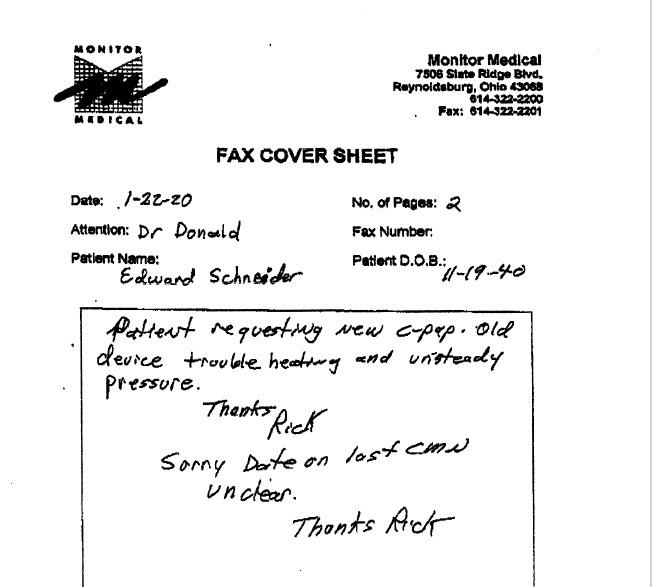 MONITOR
MEDICAL
Monitor Medical
7506 Slate Ridge Blvd.
Reynoldsburg, Ohio 43068
614-322-2200
Fax: 614-322-2201
FAX COVER SHEET
Date: 1-22-20
No. of Pages: 2
Attention: Dr Donald
Fax Number:
Patient Name: Edward Schneider
Patient D.O.B.: 11-19-40
Patient requesting new c-pap. Old
device trouble heating and unsteady
pressure.
Thanks
Rick
Sorry Date on last CMN
unclear.
Thanks Rick